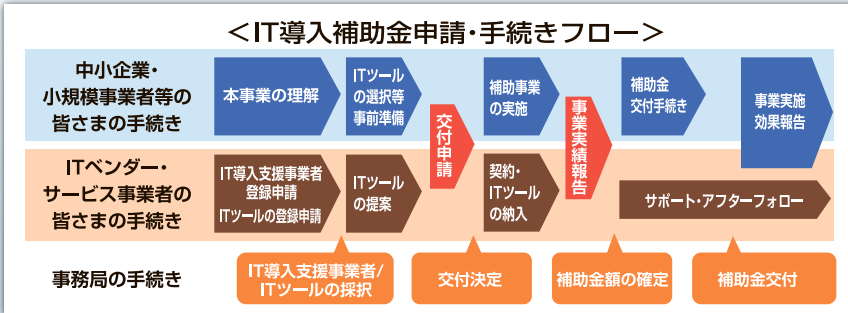 ＜IT導入補助金申請・手続きフロー＞
中小企業・
小規模事業者等の
皆さまの手続き
本事業の理解
ITツール
の選択等
事前準備
交付申請
補助事業
の実施
事業実績報告
補助金
交付手続き
事業実施
効果報告
ITベンダー・
サービス事業者の
皆さまの手続き
IT導入支援事業者
登録申請
ITツールの登録申請
ITツール
の提案
契約・
ITツール
の納入
サポート・アフターフォロー
事務局の手続き
IT導入支援事業者/
ITツールの採択
交付決定
補助金額の確定
補助金交付